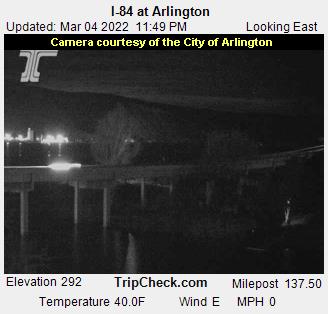 I-84 at Arlington
Updated: Mar 04 2022 11:49 PM Looking East
Camera courtesy of the City of Arlington
Elevation 292 TripCheck.com Milepost 137.50
Temperature 40.0F Wind E MPH 0